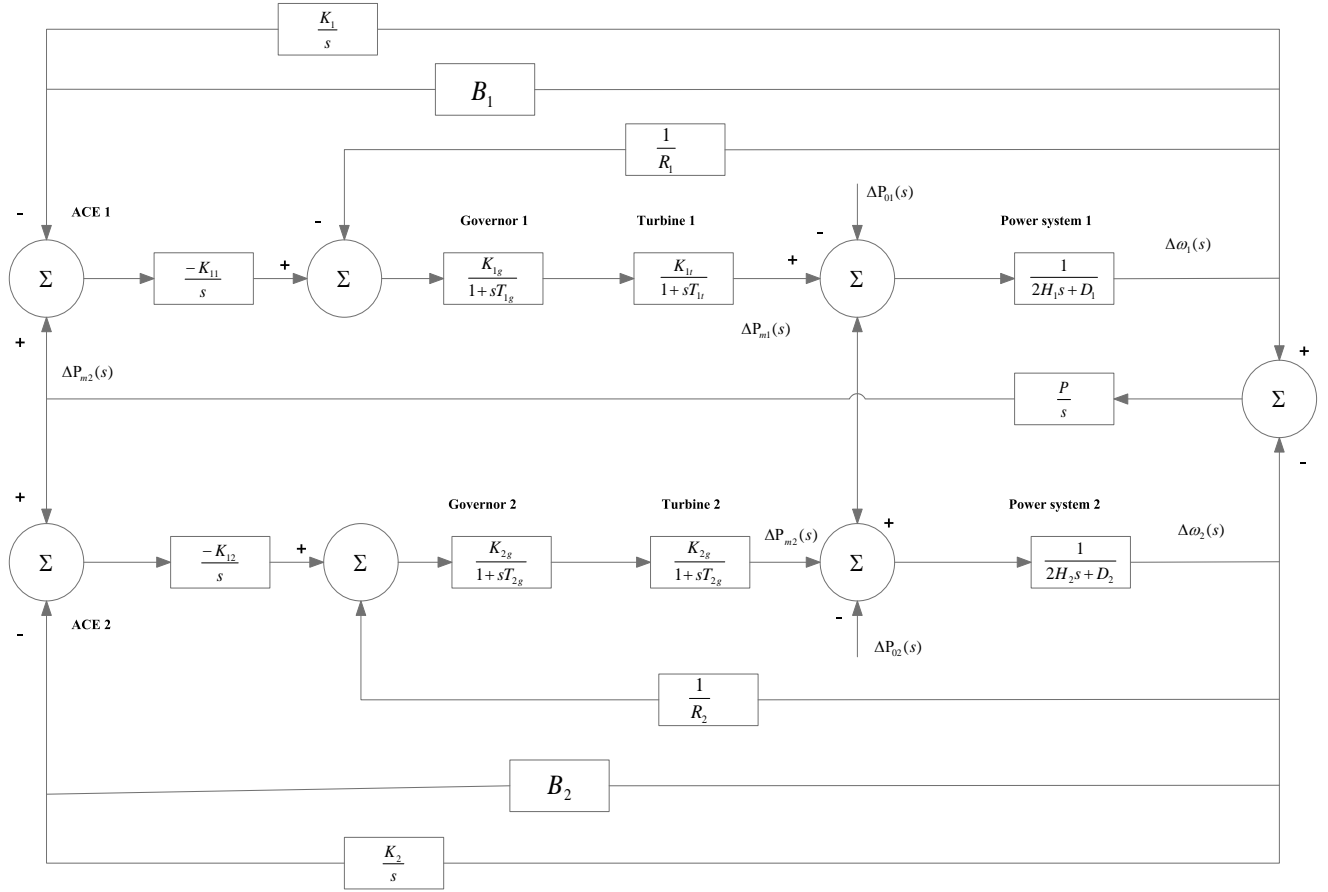 K₁
s
B₁
1
R₁
-
ACE 1
-
Governor 1
Turbine 1
-
ΔP₀₁(s)
Power system 1
Δω₁(s)
Σ
-K₁₁
s
+
Σ
K₁g
1+sT₁g
K₁t
1+sT₁t
+
Σ
1
2H₁s+D₁
+
ΔPm1(s)
+
ΔPm2(s)
P
s
Σ
-
+
Governor 2
Turbine 2
ΔPm2(s)
+
Power system 2
Δω₂(s)
Σ
-K₁₂
s
+
Σ
K₂g
1+sT₂g
K₂g
1+sT₂g
Σ
1
2H₂s+D₂
-
ACE 2
-
ΔP₀₂(s)
1
R₂
B₂
K₂
s